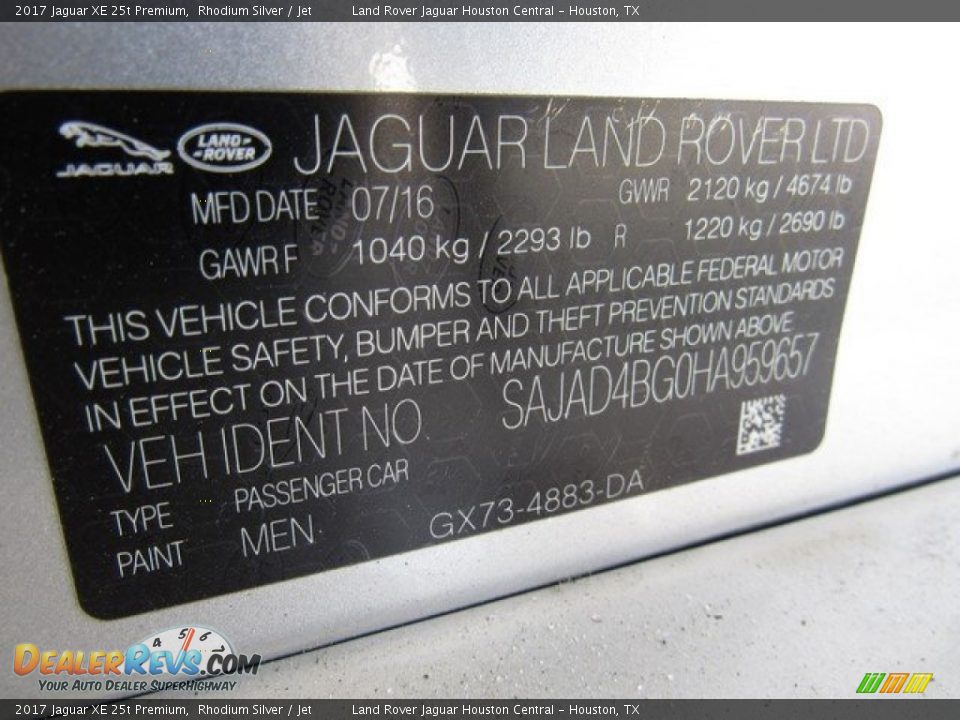 2017 Jaguar XE 25t Premium, Rhodium Silver / Jet Land Rover Jaguar Houston Central – Houston, TX
JAGUAR LAND-ROVER JAGUAR LAND ROVER LTD
MFD DATE 07/16 GWR 2120 kg / 4674 lb
GAWR F 1040 kg / 2293 lb R 1220 kg / 2690 lb
THIS VEHICLE CONFORMS TO ALL APPLICABLE FEDERAL MOTOR
VEHICLE SAFETY, BUMPER AND THEFT PREVENTION STANDARDS
IN EFFECT ON THE DATE OF MANUFACTURE SHOWN ABOVE
VEH IDENT NO SAJAD4BG0HA959657
TYPE PASSENGER CAR
PAINT MEN GX73-4883-DA
4 5 6
DEALERREVS.COM
YOUR AUTO DEALER SUPERHIGHWAY
2017 Jaguar XE 25t Premium, Rhodium Silver / Jet Land Rover Jaguar Houston Central – Houston, TX